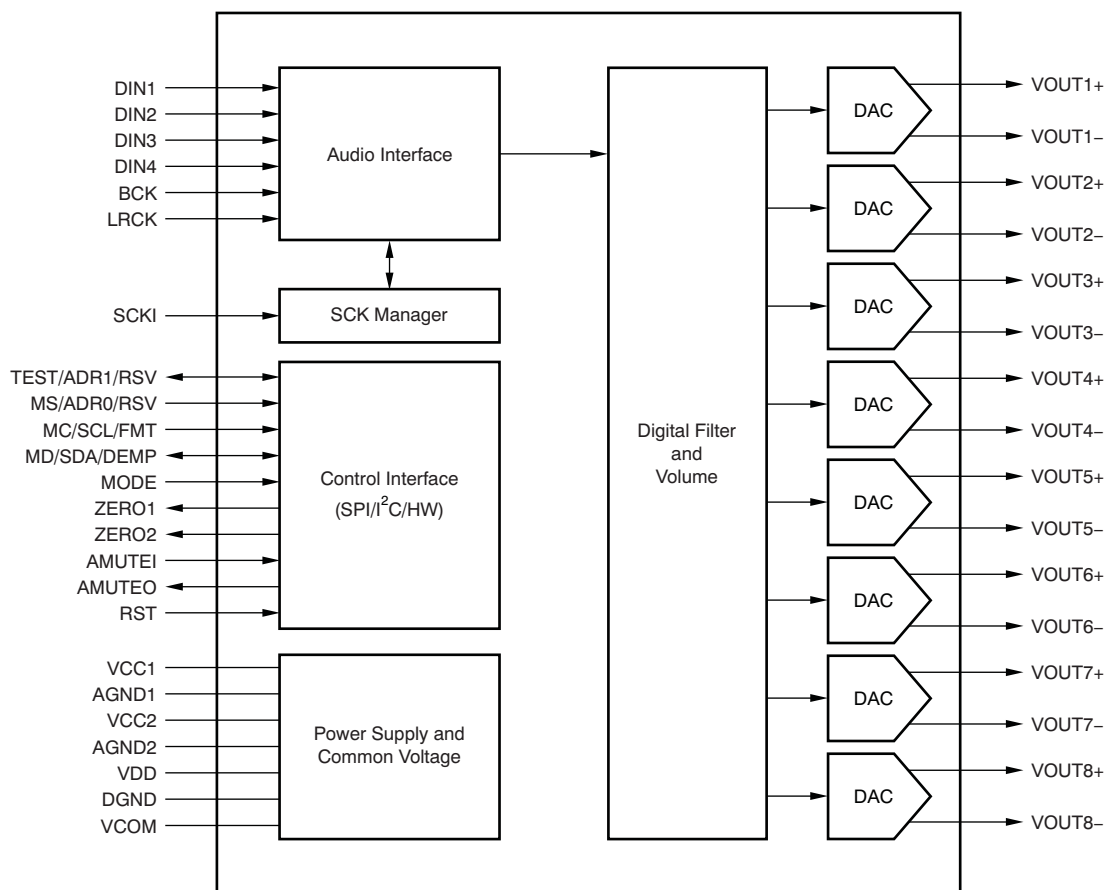 DIN1
DIN2
DIN3
DIN4
BCK
LRCK
Audio Interface
SCKI
SCK Manager
TEST/ADR1/RSV
MS/ADR0/RSV
MC/SCL/FMT
MD/SDA/DEMP
MODE
ZERO1
ZERO2
AMUTEI
AMUTEO
RST
Control Interface
(SPI/I²C/HW)
VCC1
AGND1
VCC2
AGND2
VDD
DGND
VCOM
Power Supply and
Common Voltage
Digital Filter
and
Volume
DAC
VOUT1+
VOUT1−
DAC
VOUT2+
VOUT2−
DAC
VOUT3+
VOUT3−
DAC
VOUT4+
VOUT4−
DAC
VOUT5+
VOUT5−
DAC
VOUT6+
VOUT6−
DAC
VOUT7+
VOUT7−
DAC
VOUT8+
VOUT8−